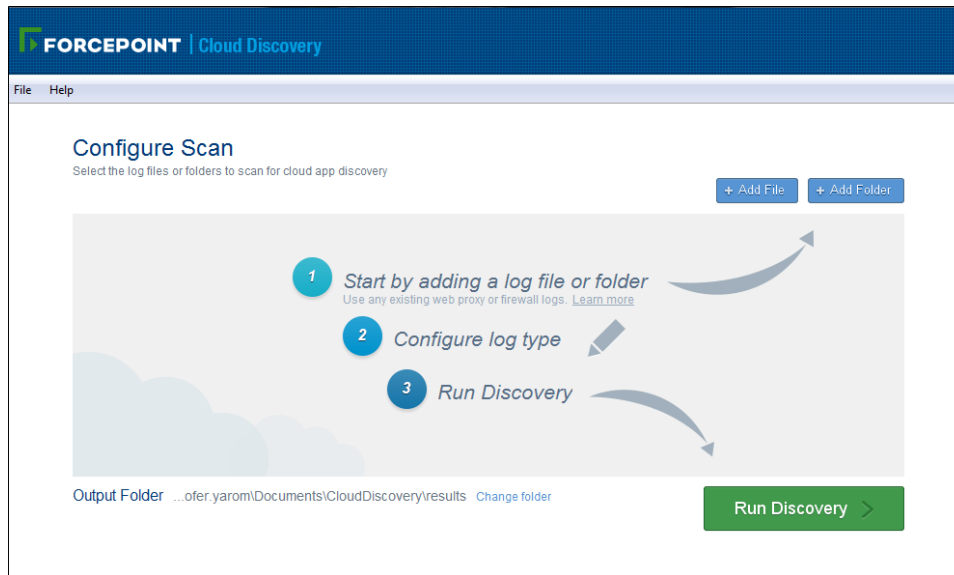 FORCEPOINT | Cloud Discovery
File Help
Configure Scan
Select the log files or folders to scan for cloud app discovery
+ Add File + Add Folder
1 Start by adding a log file or folder
Use any existing web proxy or firewall logs. Learn more
2 Configure log type
3 Run Discovery
Output Folder ...ofer.yarom\Documents\CloudDiscovery\results Change folder
Run Discovery >